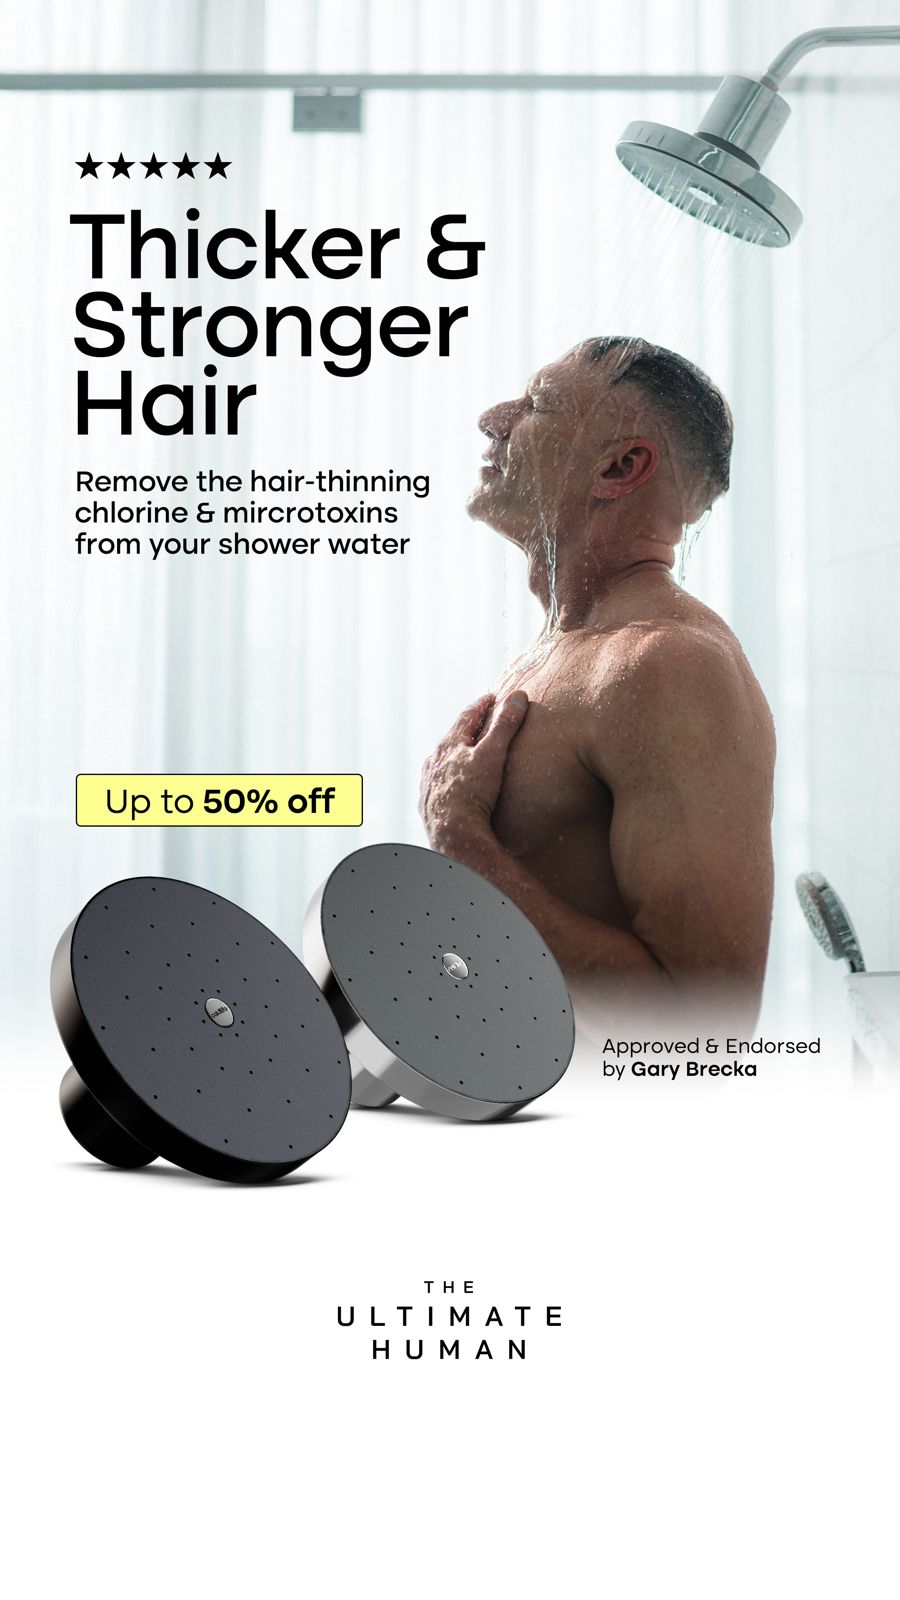 ★★★★★
Thicker &
Stronger
Hair
Remove the hair-thinning
chlorine & mircrotoxins
from your shower water
Up to 50% off
Approved & Endorsed
by Gary Brecka
THE
ULTIMATE
HUMAN